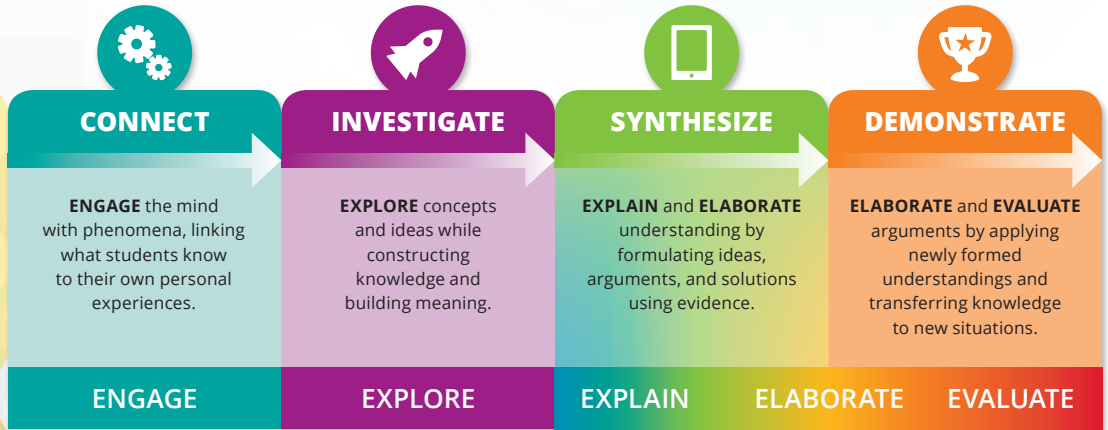 CONNECT
ENGAGE the mind
with phenomena, linking
what students know
to their own personal
experiences.
ENGAGE
INVESTIGATE
EXPLORE concepts
and ideas while
constructing
knowledge and
building meaning.
EXPLORE
SYNTHESIZE
EXPLAIN and ELABORATE
understanding by
formulating ideas,
arguments, and solutions
using evidence.
DEMONSTRATE
ELABORATE and EVALUATE
arguments by applying
newly formed
understandings and
transferring knowledge
to new situations.
EXPLAIN
ELABORATE
EVALUATE